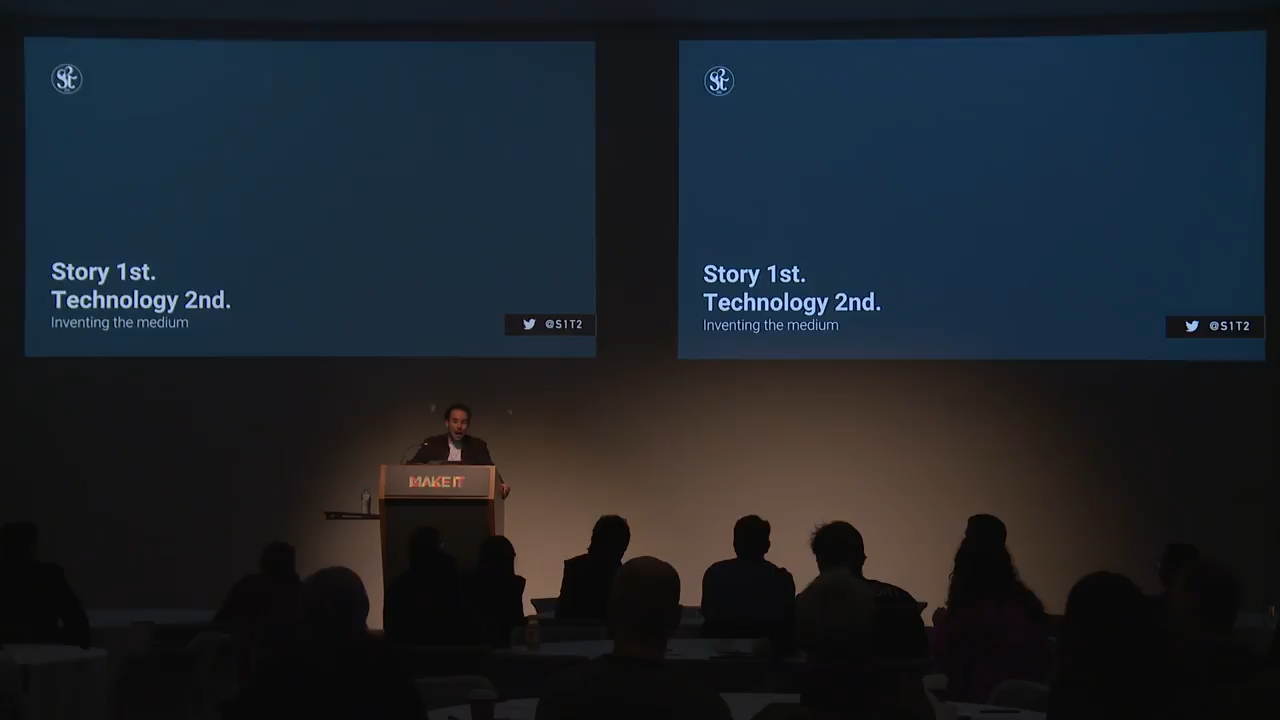 Story 1st.
Technology 2nd.
Inventing the medium
@S1T2
Story 1st.
Technology 2nd.
Inventing the medium
@S1T2
MAKE IT